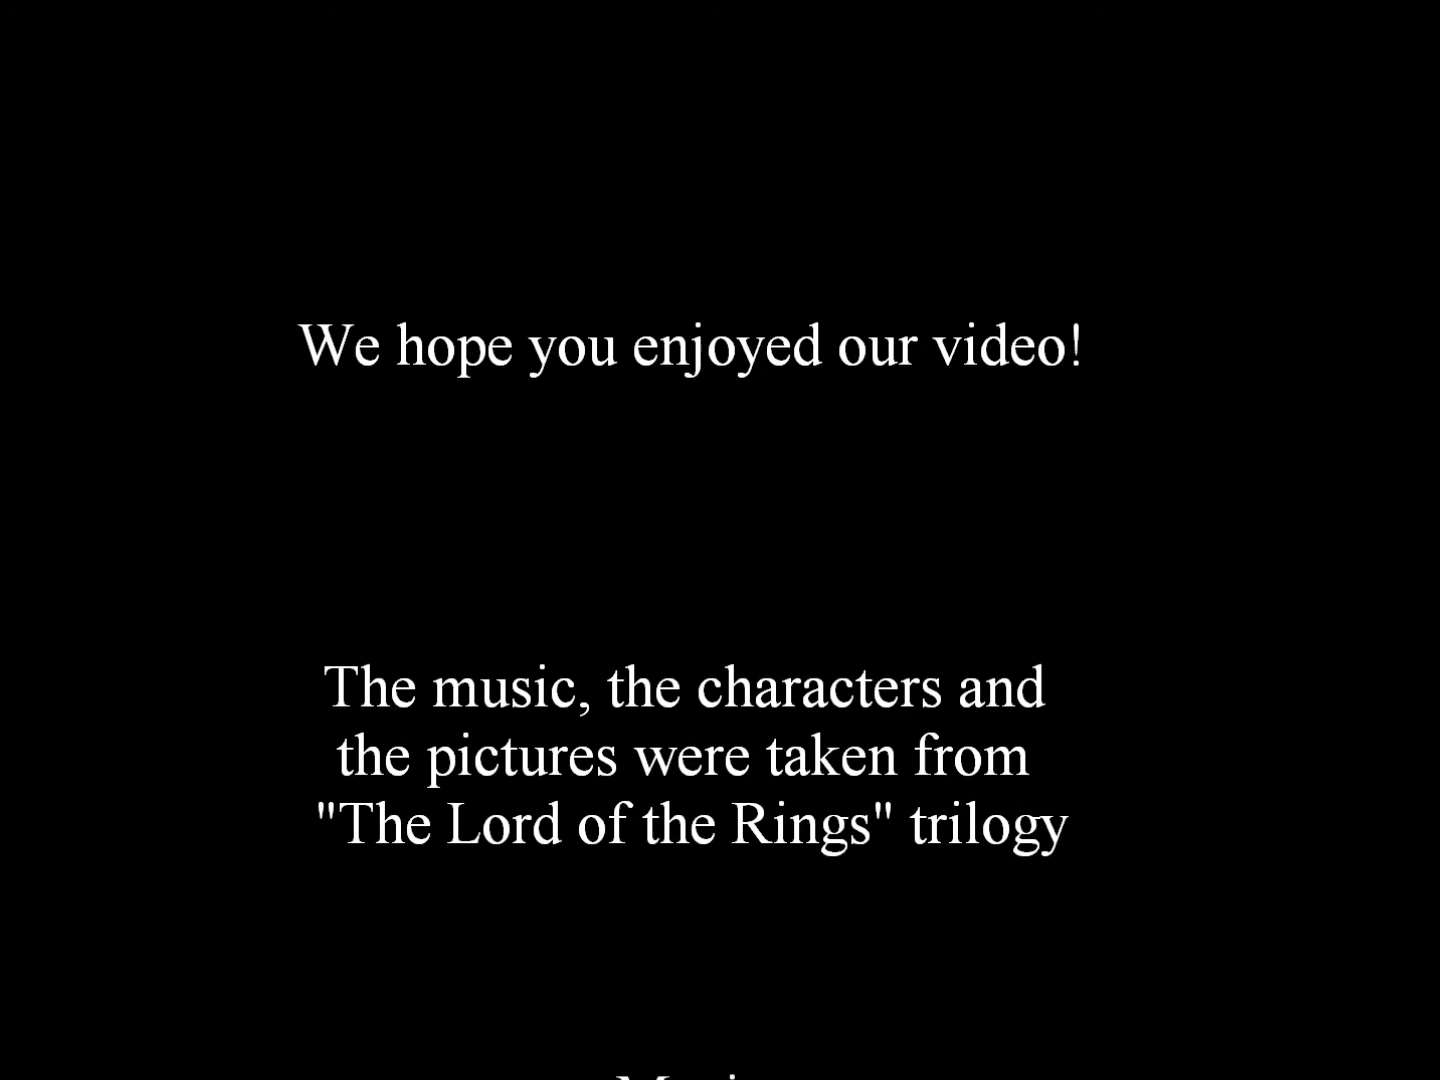 We hope you enjoyed our video!
The music, the characters and
the pictures were taken from
"The Lord of the Rings" trilogy